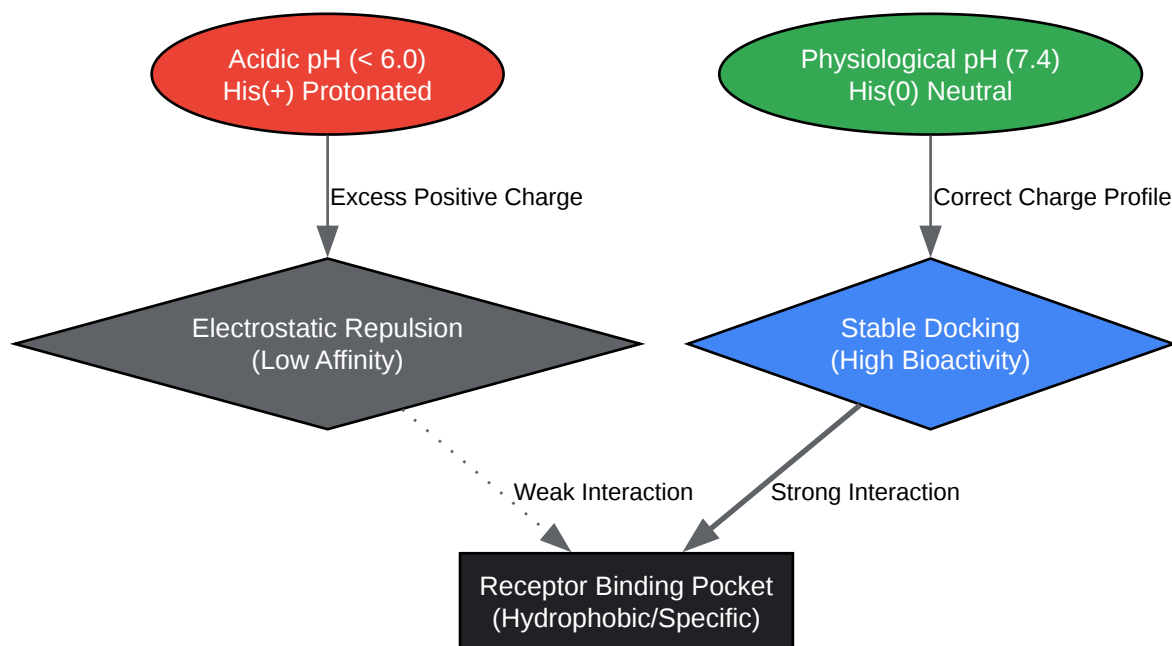 Acidic pH (< 6.0)
His(+) Protonated
Physiological pH (7.4)
His(0) Neutral
Excess Positive Charge
Correct Charge Profile
Electrostatic Repulsion
(Low Affinity)
Stable Docking
(High Bioactivity)
Weak Interaction
Strong Interaction
Receptor Binding Pocket
(Hydrophobic/Specific)